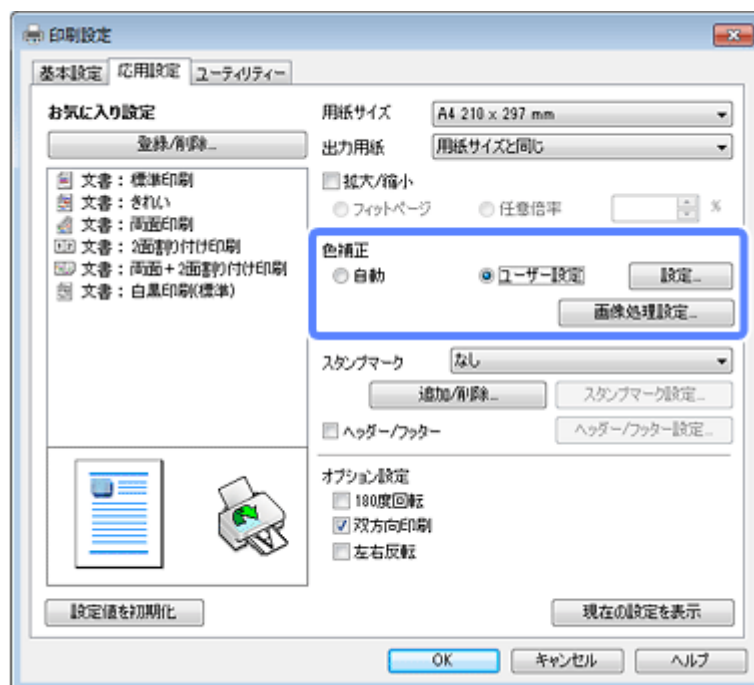 印刷設定
基本設定 応用設定 ユーティリティー
お気に入り設定
登録/削除...
文書：標準印刷
文書：きれい
文書：両面印刷
文書：2面割り付け印刷
文書：両面＋2面割り付け印刷
文書：白黒印刷(標準)
設定値を初期化
用紙サイズ A4 210 x 297 mm
出力用紙 用紙サイズと同じ
拡大/縮小
フィットページ 任意倍率 %
色補正
自動 ユーザー設定 設定...
画像処理設定...
スタンプマーク なし
追加/削除... スタンプマーク設定...
ヘッダー/フッター ヘッダー/フッター設定...
オプション設定
180度回転
双方向印刷
左右反転
現在の設定を表示
OK キャンセル ヘルプ